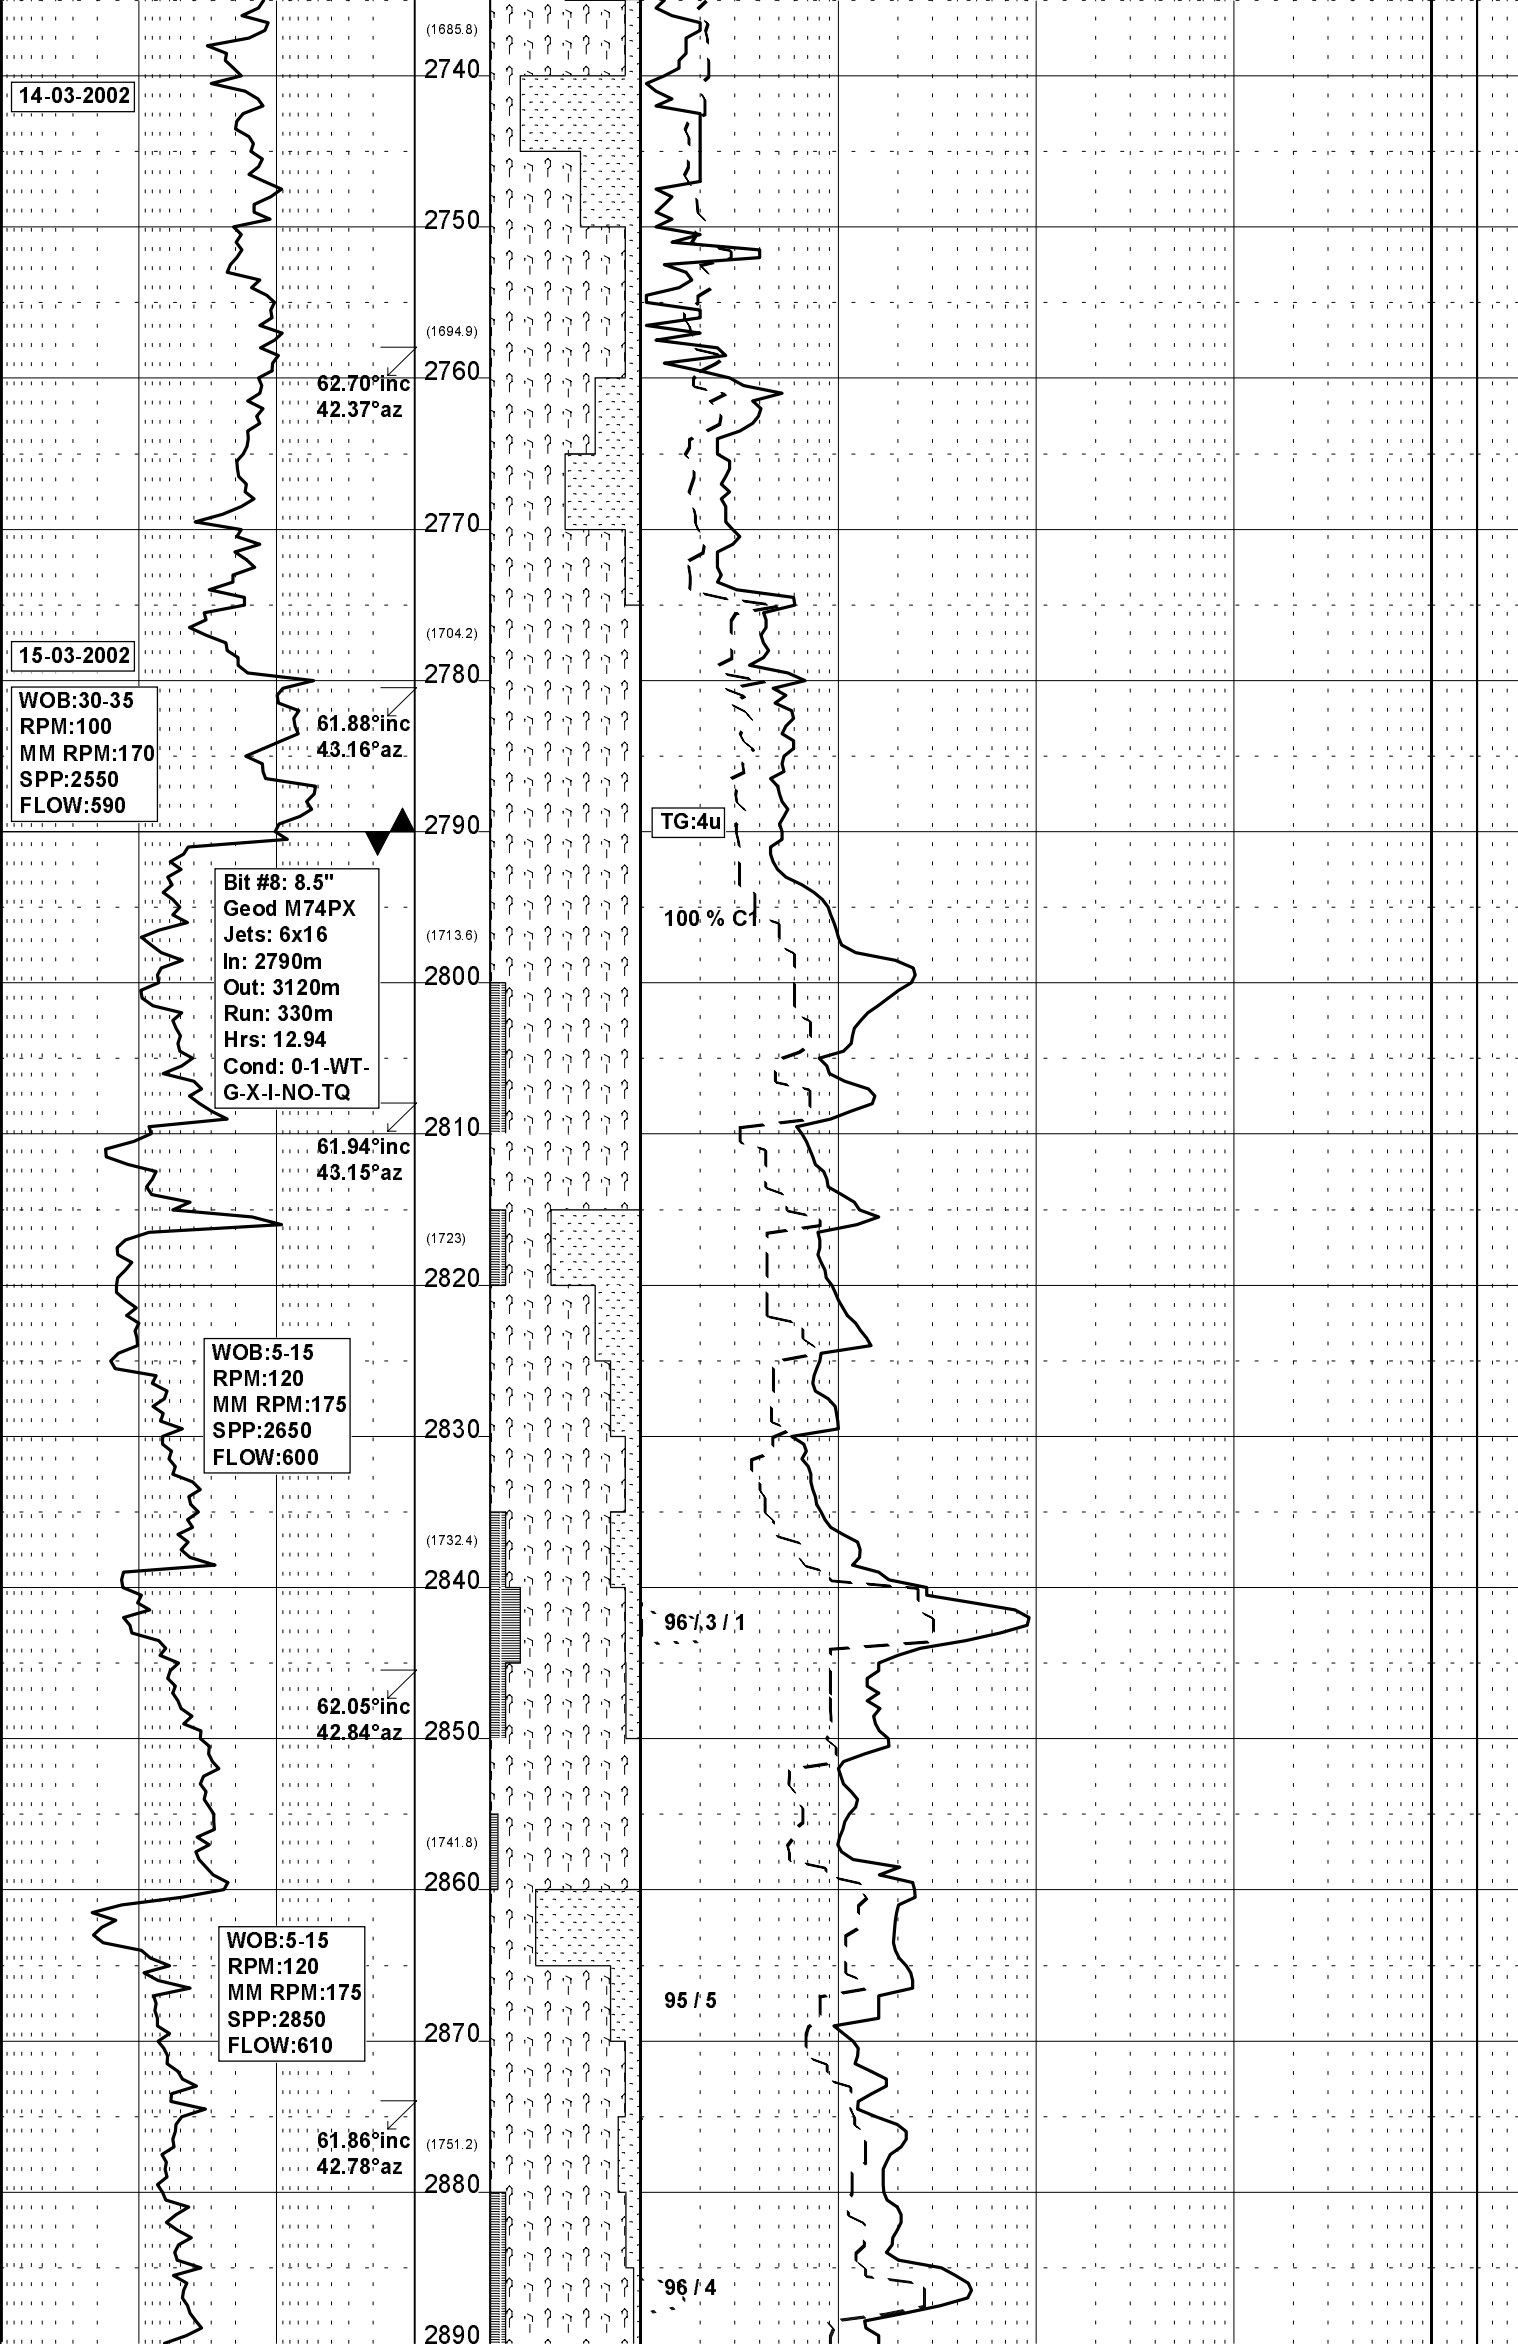 (1685.8)
2740
14-03-2002
2750
(1694.9)
2760
62.70°inc
42.37°az
2770
(1704.2)
15-03-2002
2780
WOB:30-35
RPM:100
MM RPM:170
SPP:2550
FLOW:590
61.88°inc
43.16°az
2790
TG:4u
Bit #8: 8.5"
Geod M74PX
Jets: 6x16
In: 2790m
Out: 3120m
Run: 330m
Hrs: 12.94
Cond: 0-1-WT-
G-X-I-NO-TQ
100 % C1
(1713.6)
2800
2810
61.94°inc
43.15°az
(1723)
2820
WOB:5-15
RPM:120
MM RPM:175
SPP:2650
FLOW:600
2830
(1732.4)
2840
96 / 3 / 1
62.05°inc
42.84°az
2850
(1741.8)
2860
WOB:5-15
RPM:120
MM RPM:175
SPP:2850
FLOW:610
95 / 5
2870
61.86°inc
42.78°az
(1751.2)
2880
96 / 4
2890